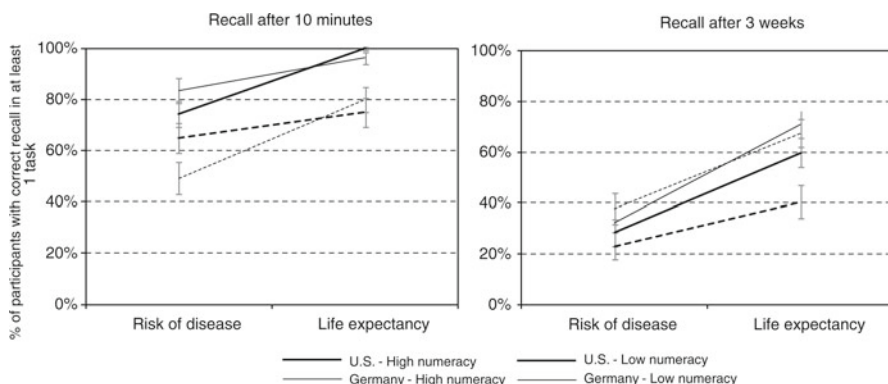 Recall after 10 minutes
Recall after 3 weeks
% of participants with correct recall in at least
1 task
100%
80%
60%
40%
20%
0%
Risk of disease
Life expectancy
100%
80%
60%
40%
20%
0%
Risk of disease
Life expectancy
U.S. - High numeracy
U.S. - Low numeracy
Germany - High numeracy
Germany - Low numeracy